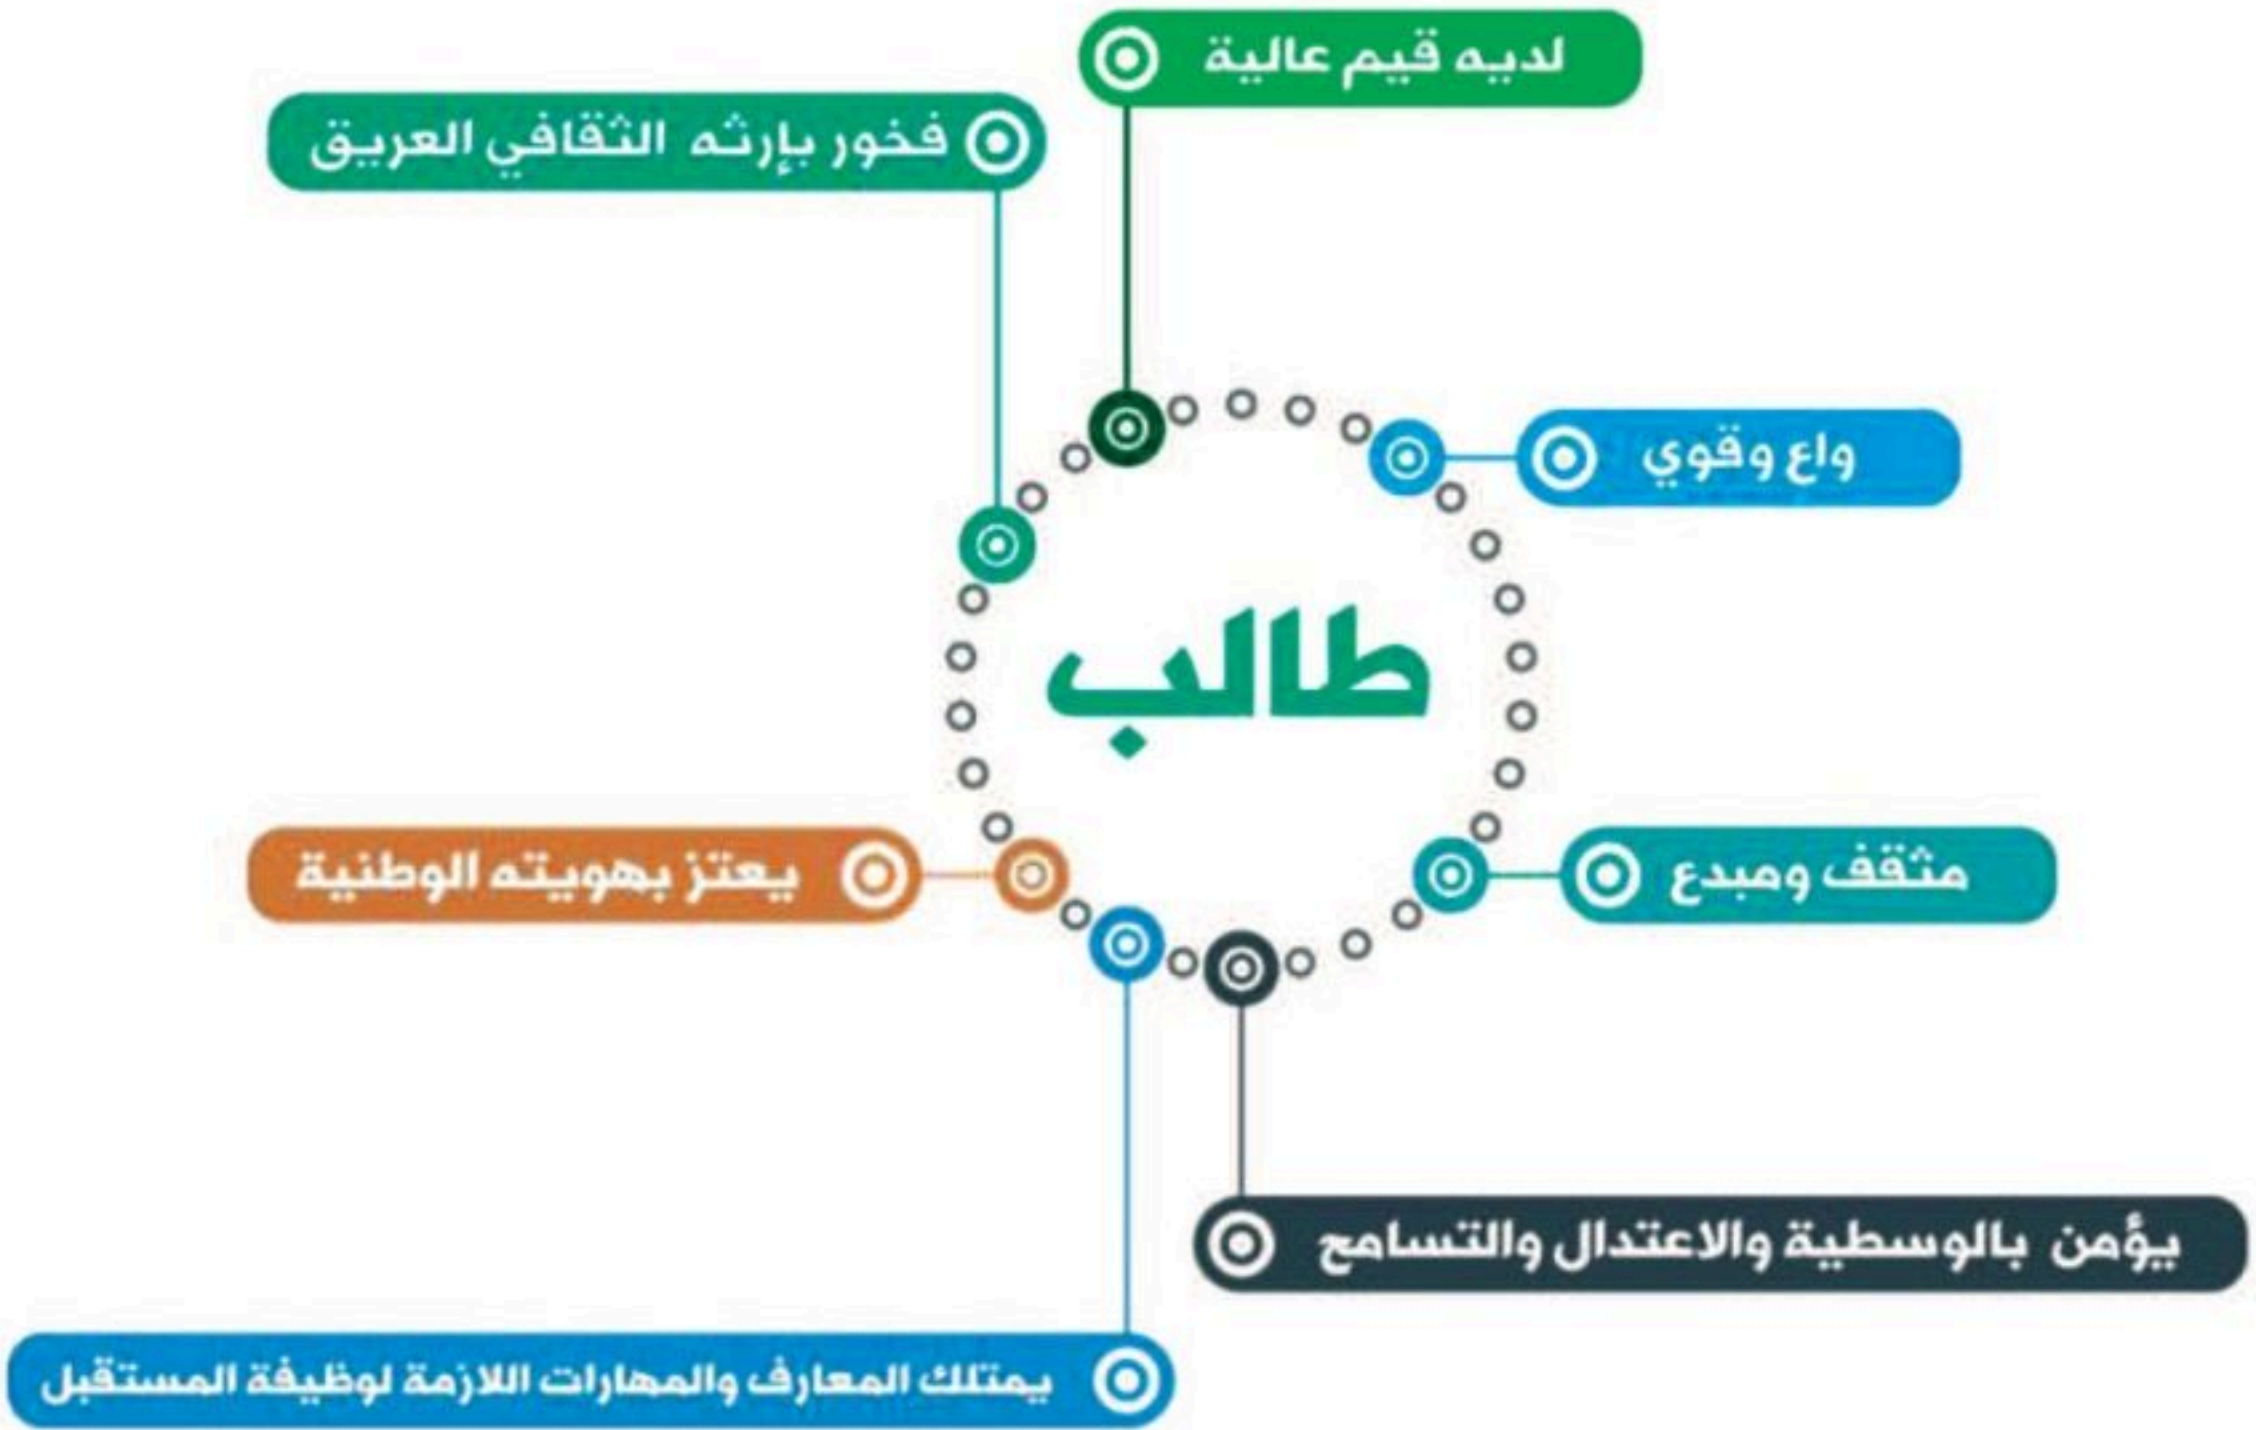 لديه قيم عالية
فخور بإرثه الثقافي العريق
واع وقوي
طالب
مثقف ومبدع
يعتز بهويته الوطنية
يؤمن بالوسطية والاعتدال والتسامح
يمتلك المعارف والمهارات اللازمة لوظيفة المستقبل